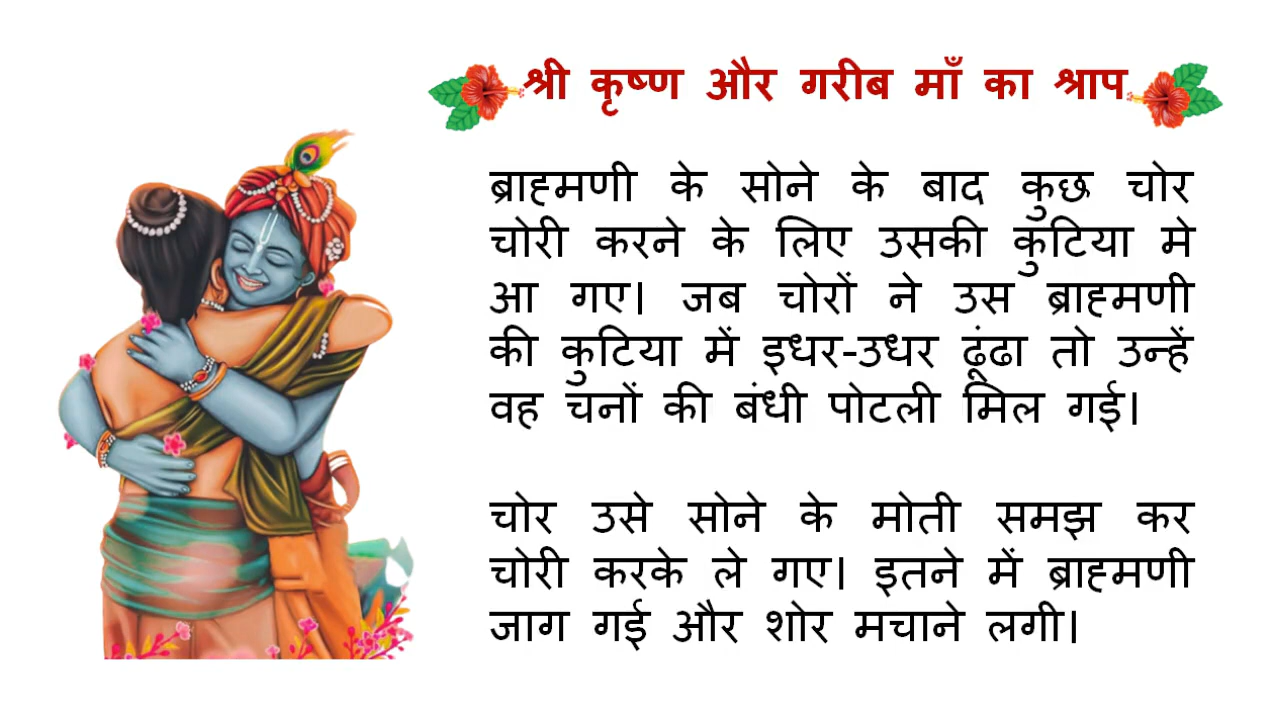 श्री कृष्ण और गरीब माँ का श्राप
ब्राह्मणी के सोने के बाद कुछ चोर
चोरी करने के लिए उसकी कुटिया मे
आ गए। जब चोरों ने उस ब्राह्मणी
की कुटिया में इधर-उधर ढूंढा तो उन्हें
वह चनों की बंधी पोटली मिल गई।
चोर उसे सोने के मोती समझ कर
चोरी करके ले गए। इतने में ब्राह्मणी
जाग गई और शोर मचाने लगी।